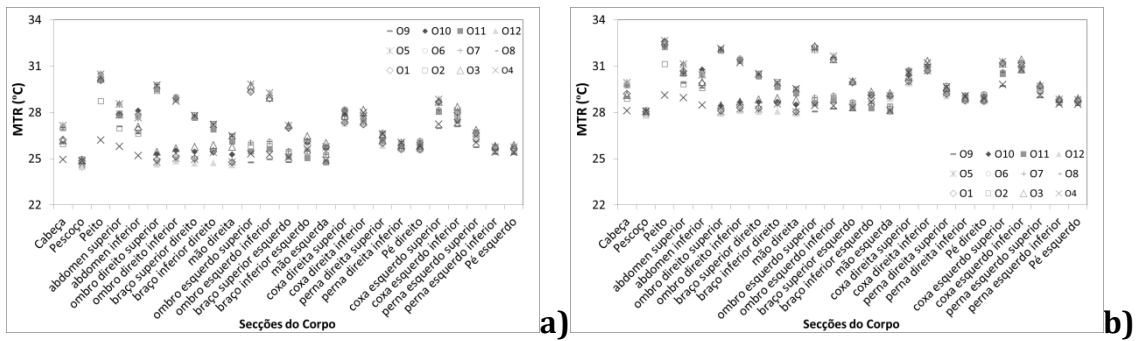 34
31
28
25
22
MTR (ºC)
O9 O10 O11 O12
O5 O6 O7 O8
O1 O2 O3 O4
Cabeça
Pescoço
Peito
abdomen superior
abdomen inferior
ombro direito superior
ombro direito inferior
braço superior direito
braço inferior direito
mão direita
ombro esquerdo superior
ombro esquerdo inferior
braço superior esquerdo
braço inferior esquerdo
mão esquerda
coxa direita superior
coxa direita inferior
perna direita superior
perna direita inferior
Pé direito
coxa esquerdo superior
coxa esquerdo inferior
perna esquerdo superior
perna esquerdo inferior
Pé esquerdo
Secções do Corpo
a)
34
31
28
25
22
MTR (ºC)
O9 O10 O11 O12
O5 O6 O7 O8
O1 O2 O3 O4
Cabeça
Pescoço
Peito
abdomen superior
abdomen inferior
ombro direito superior
ombro direito inferior
braço superior direito
braço inferior direito
mão direita
ombro esquerdo superior
ombro esquerdo inferior
braço superior esquerdo
braço inferior esquerdo
mão esquerda
coxa direita superior
coxa direita inferior
perna direita superior
perna direita inferior
Pé direito
coxa esquerdo superior
coxa esquerdo inferior
perna esquerdo superior
perna esquerdo inferior
Pé esquerdo
Secções do Corpo
b)